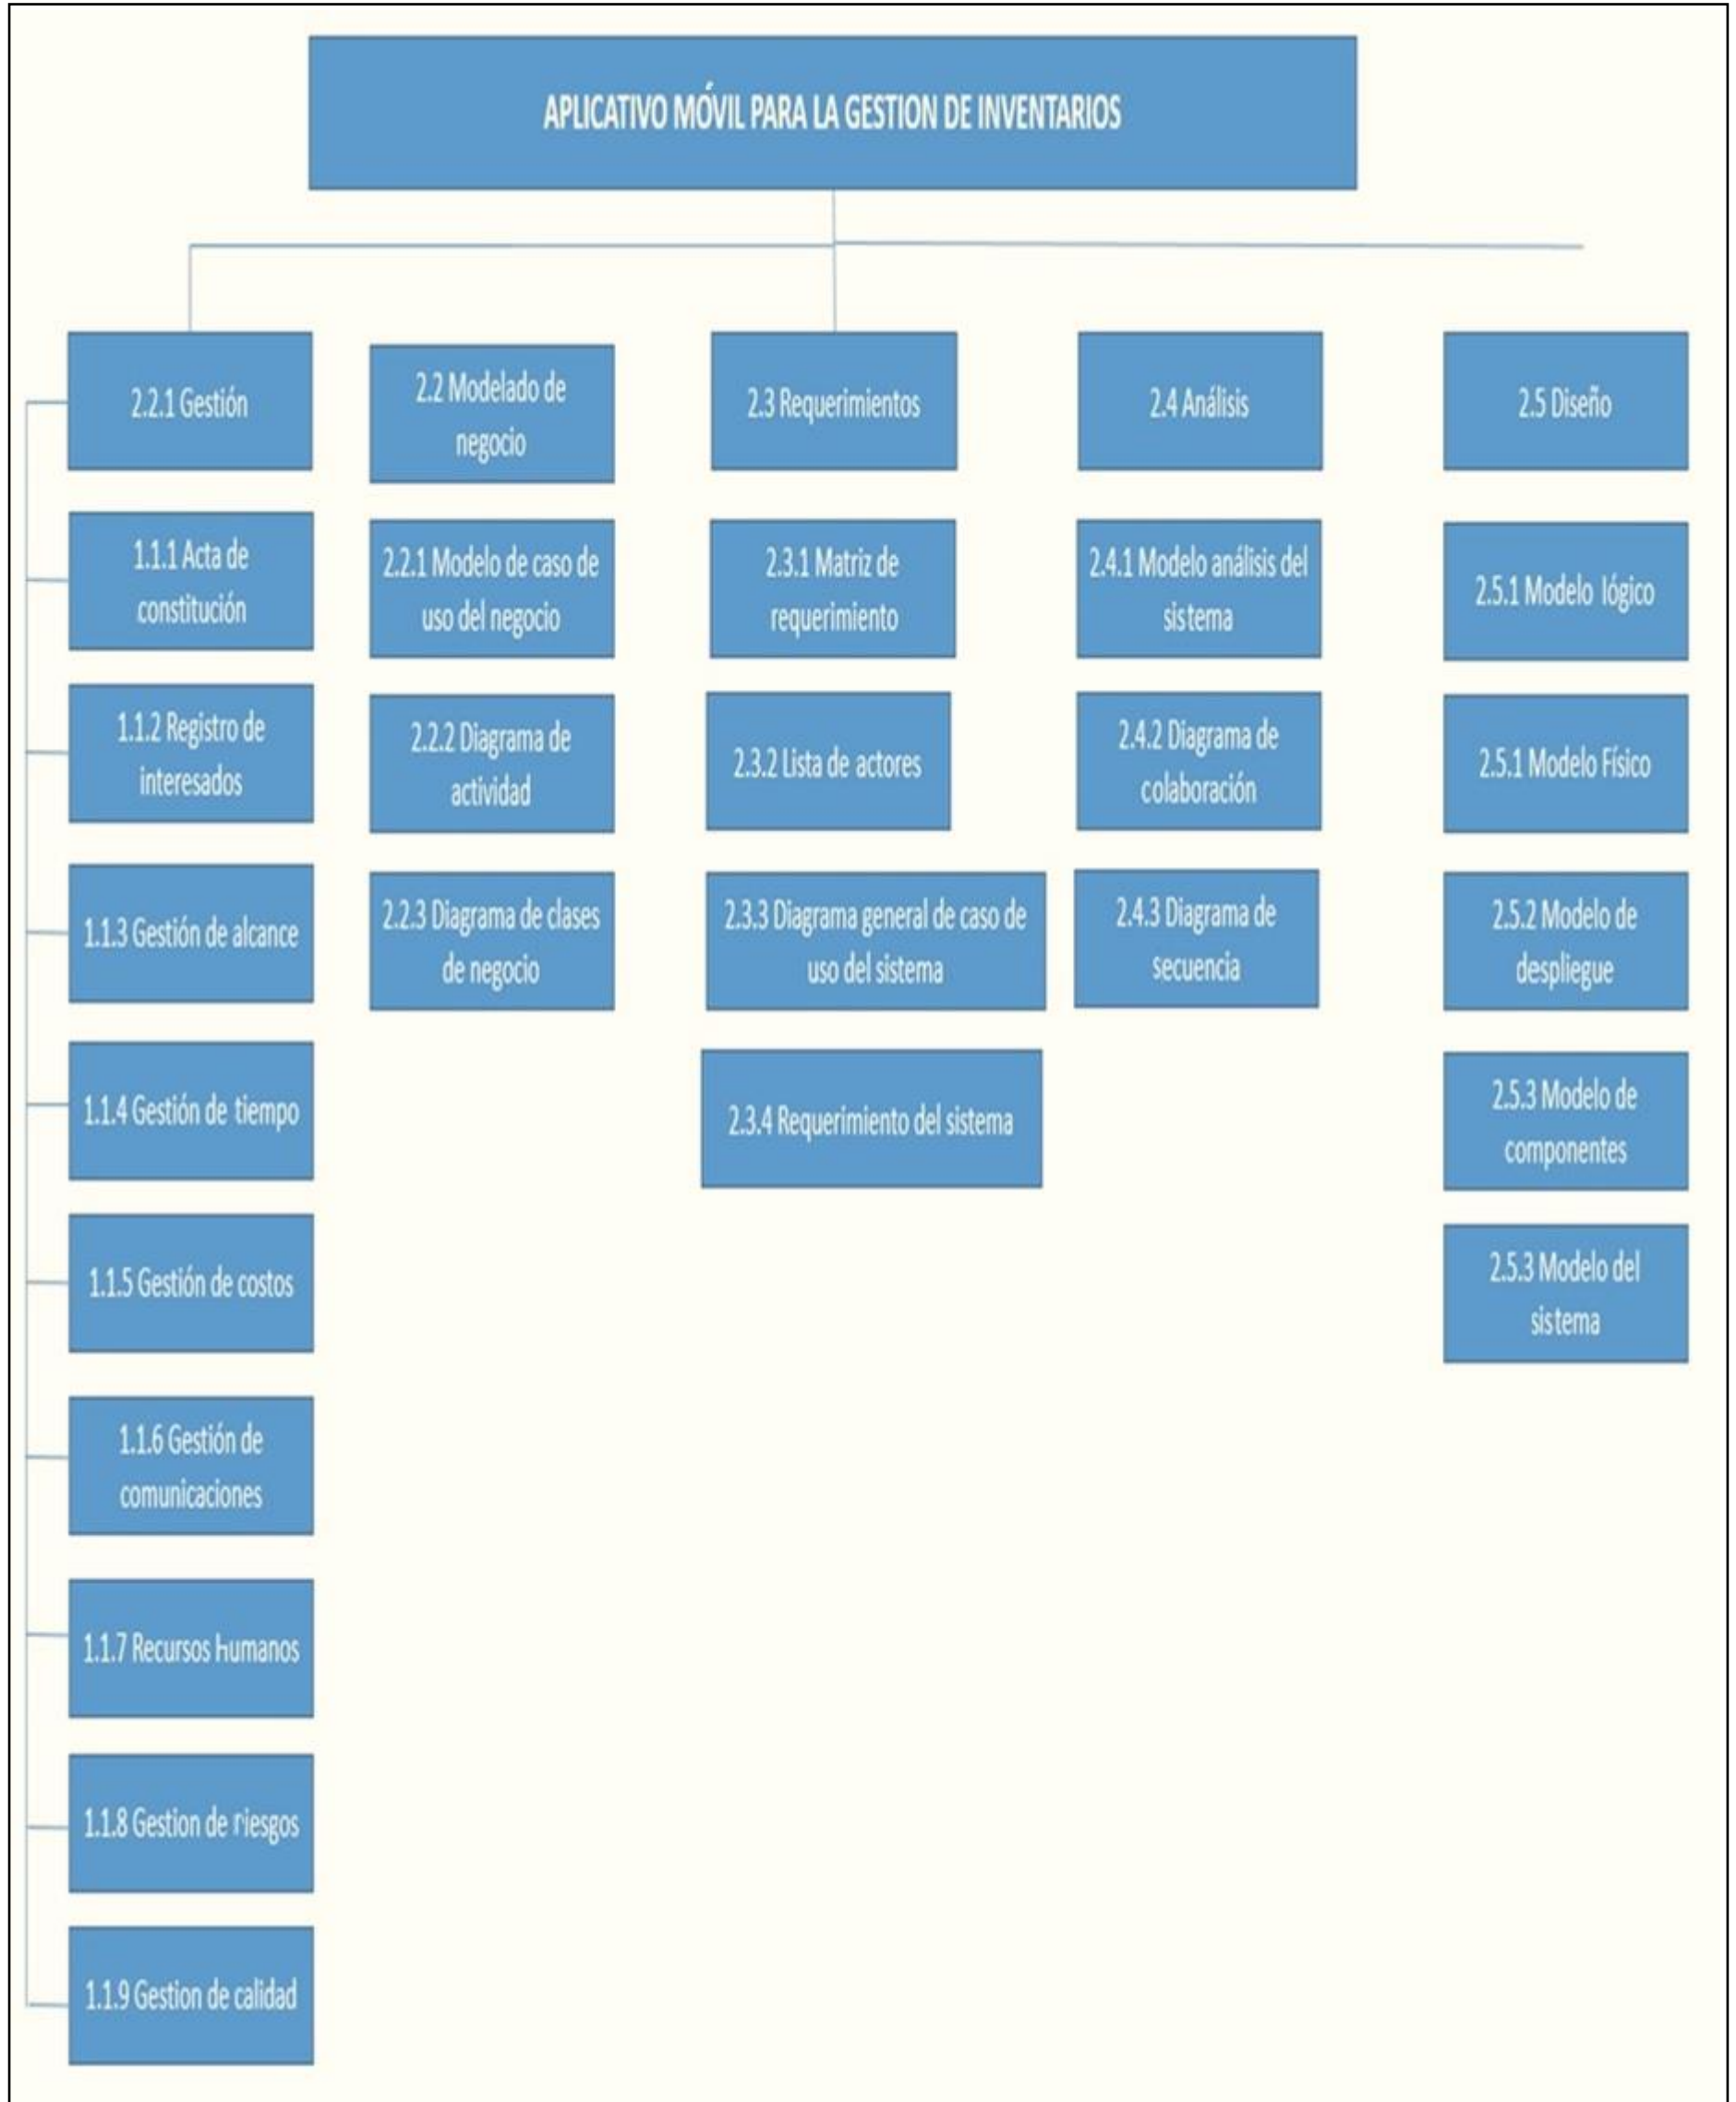 APLICATIVO MÓVIL PARA LA GESTION DE INVENTARIOS
2.2.1 Gestión
1.1.1 Acta de
constitución
1.1.2 Registro de
interesados
1.1.3 Gestión de alcance
1.1.4 Gestión de tiempo
1.1.5 Gestión de costos
1.1.6 Gestión de
comunicaciones
1.1.7 Recursos humanos
1.1.8 Gestion de riesgos
1.1.9 Gestion de calidad
2.2 Modelado de
negocio
2.2.1 Modelo de caso de
uso del negocio
2.2.2 Diagrama de
actividad
2.2.3 Diagrama de clases
de negocio
2.3 Requerimientos
2.3.1 Matriz de
requerimiento
2.3.2 Lista de actores
2.3.3 Diagrama general de caso de
uso del sistema
2.3.4 Requerimiento del sistema
2.4 Análisis
2.4.1 Modelo análisis del
sistema
2.4.2 Diagrama de
colaboración
2.4.3 Diagrama de
secuencia
2.5 Diseño
2.5.1 Modelo lógico
2.5.1 Modelo Físico
2.5.2 Modelo de
despliegue
2.5.3 Modelo de
componentes
2.5.3 Modelo del
sistema